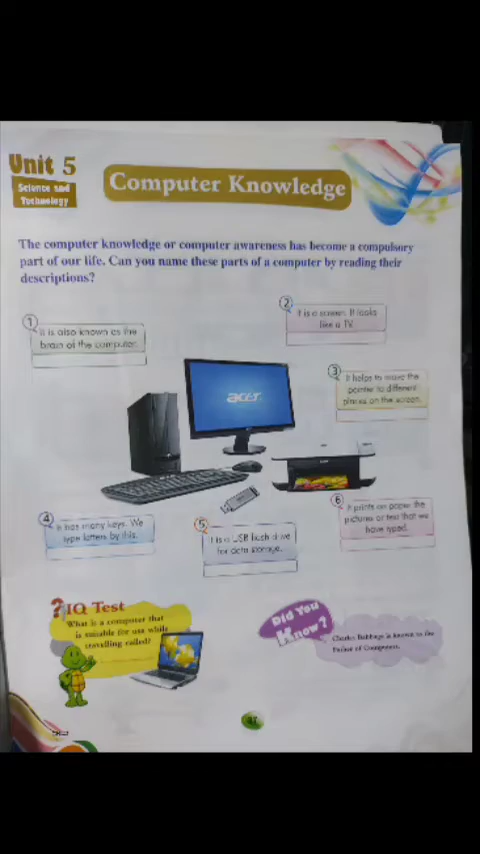 Unit 5
Science and
Technology
Computer Knowledge
The computer knowledge or computer awareness has become a compulsory
part of our life. Can you name these parts of a computer by reading their
descriptions?
1
It is also known as the
brain of the computer.
2
It is a screen. It looks
like a TV.
3
It helps to move the
pointer to different
places on the screen.
acer
4
It has many keys. We
type letters by this.
5
It is a USB flash drive
for data storage.
6
It prints on paper the
pictures or text that we
have typed.
? IQ Test
What is a computer that
is suitable for use while
travelling called?
Did You
Know?
Charles Babbage is known as the
Father of Computers.